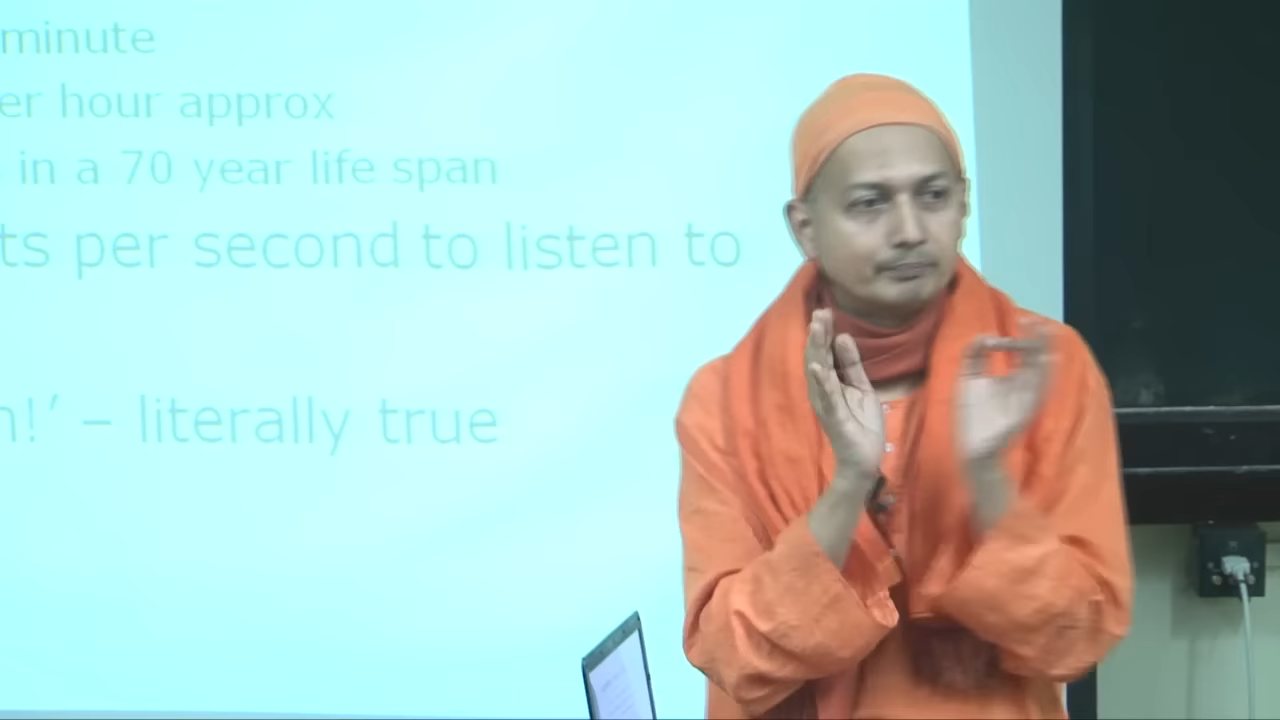 minute
er hour approx
in a 70 year life span
ts per second to listen to
n!’ – literally true